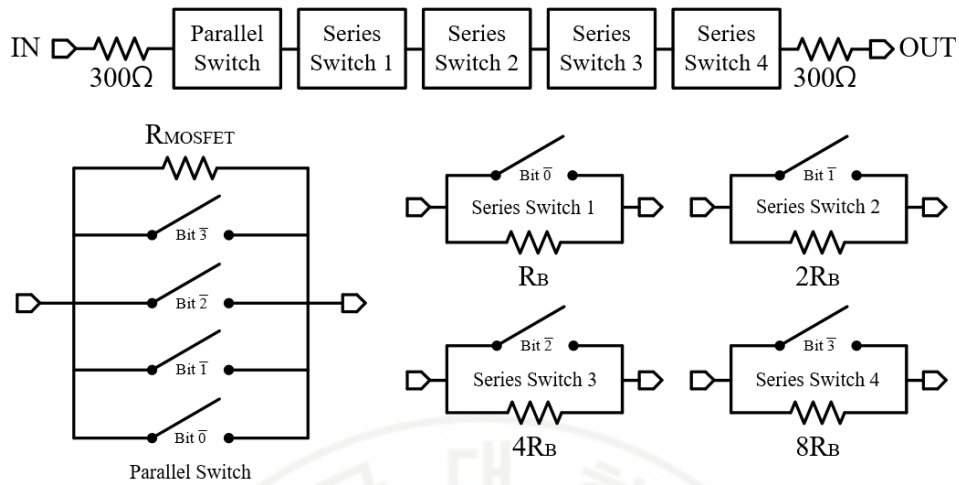 IN
300Ω
Parallel
Switch
Series
Switch 1
Series
Switch 2
Series
Switch 3
Series
Switch 4
300Ω
OUT
RMOSFET
Bit 3̅
Bit 2̅
Bit 1̅
Bit 0̅
Parallel Switch
Bit 0̅
Series Switch 1
RB
Bit 1̅
Series Switch 2
2RB
Bit 2̅
Series Switch 3
4RB
Bit 3̅
Series Switch 4
8RB
대